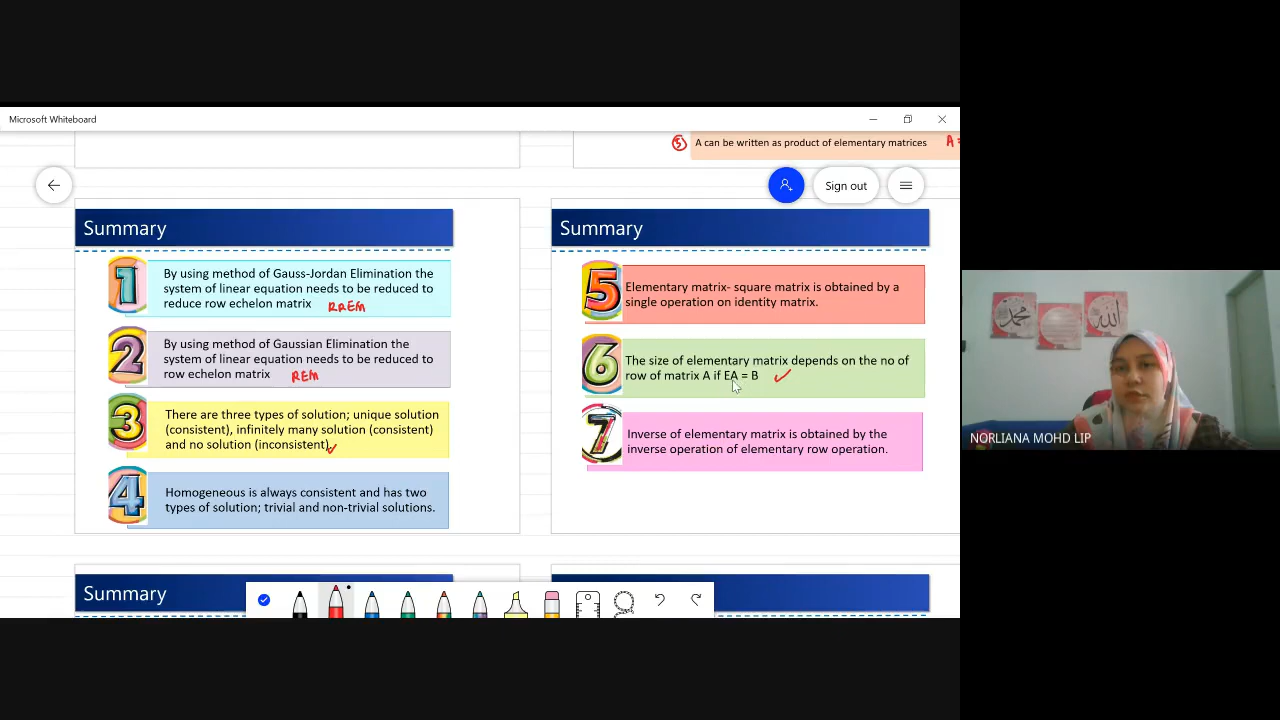 Microsoft Whiteboard
5 A can be written as product of elementary matrices A =
Sign out
Summary
1 By using method of Gauss-Jordan Elimination the
system of linear equation needs to be reduced to
reduce row echelon matrix RREM
2 By using method of Gaussian Elimination the
system of linear equation needs to be reduced to
row echelon matrix REM
3 There are three types of solution; unique solution
(consistent), infinitely many solution (consistent)
and no solution (inconsistent)
4 Homogeneous is always consistent and has two
types of solution; trivial and non-trivial solutions.
Summary
5 Elementary matrix- square matrix is obtained by a
single operation on identity matrix.
6 The size of elementary matrix depends on the no of
row of matrix A if EA = B ✓
7 Inverse of elementary matrix is obtained by the
inverse operation of elementary row operation.
Summary
محمد
الله
NORLIANA MOHD LIP